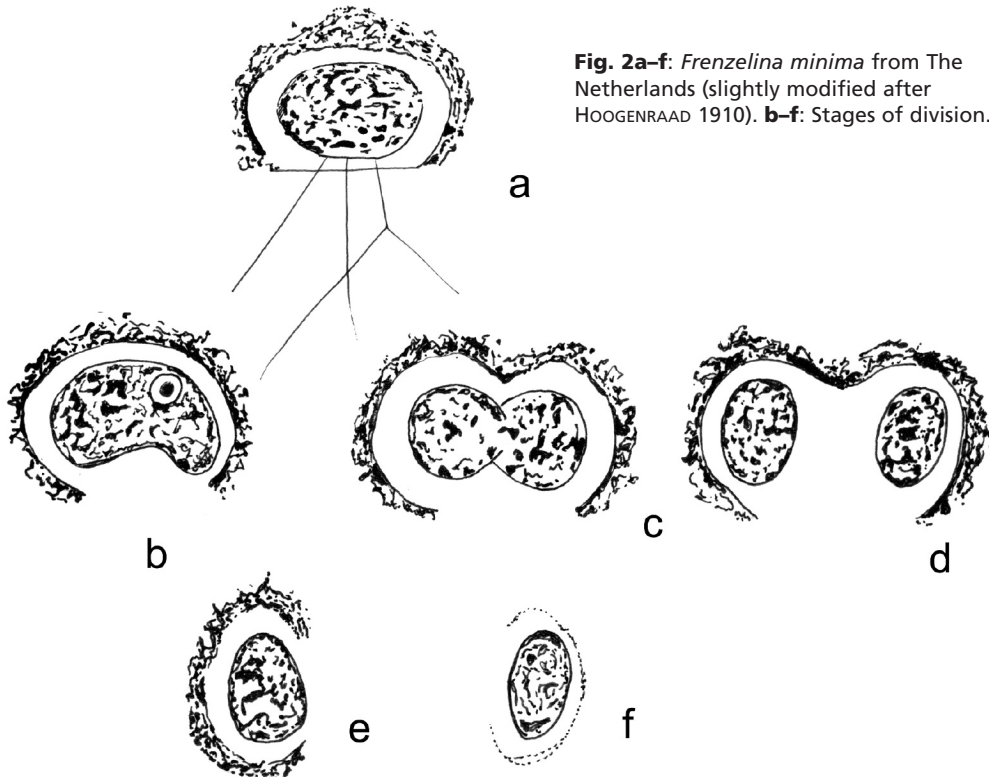 Fig. 2a–f: Frenzelina minima from The
Netherlands (slightly modified after
HOOGENRAAD 1910). b–f: Stages of division.
a
b
c
d
e
f